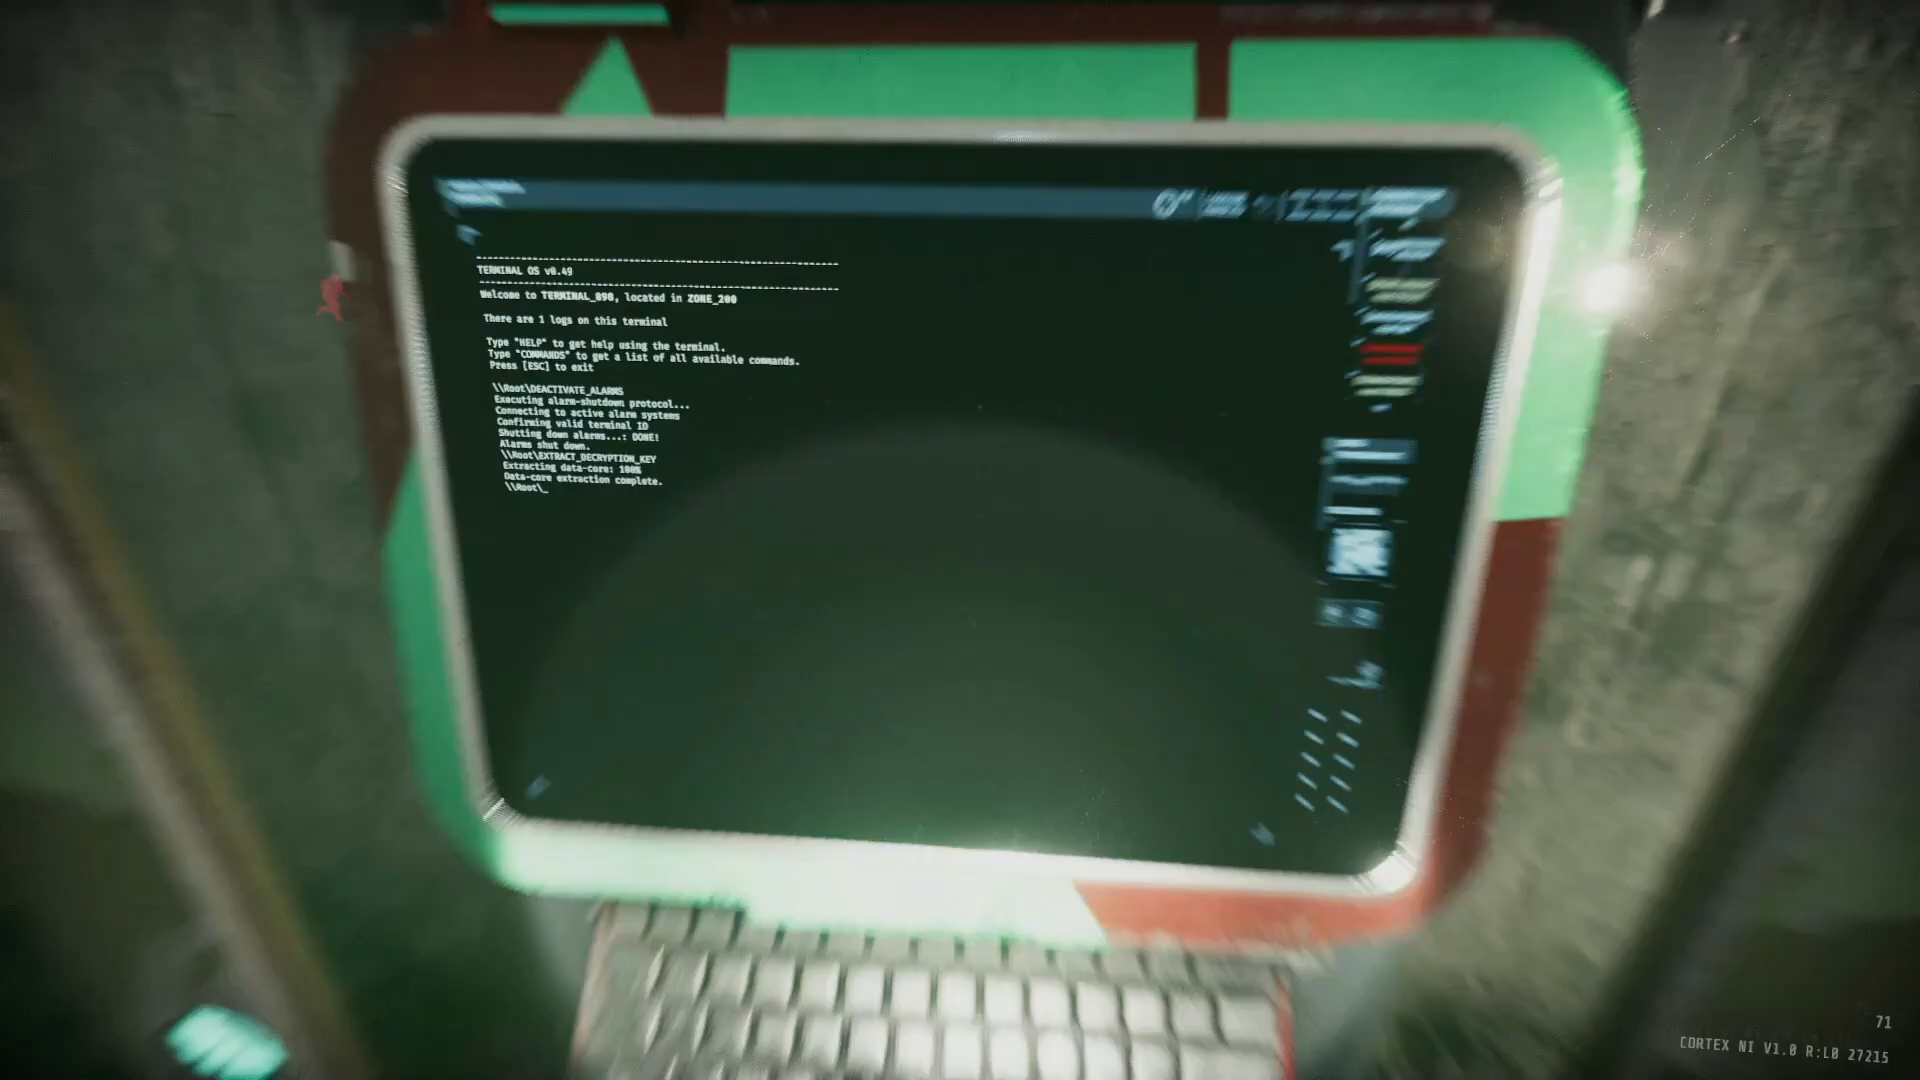 TERMINAL OS v0.49
Welcome to TERMINAL_890, located in ZONE_200
There are 1 logs on this terminal
Type "HELP" to get help using the terminal.
Type "COMMANDS" to get a list of all available commands.
Press [ESC] to exit
\\Root\DEACTIVATE_ALARMS
Executing alarm-shutdown protocol...
Connecting to active alarm systems
Confirming valid terminal ID
Shutting down alarms...: DONE!
Alarms shut down.
\\Root\EXTRACT_DECRYPTION_KEY
Extracting data-core: 100%
Data-core extraction complete.
\\Root\_
71
CORTEX NI V1.0 R:L0 27215